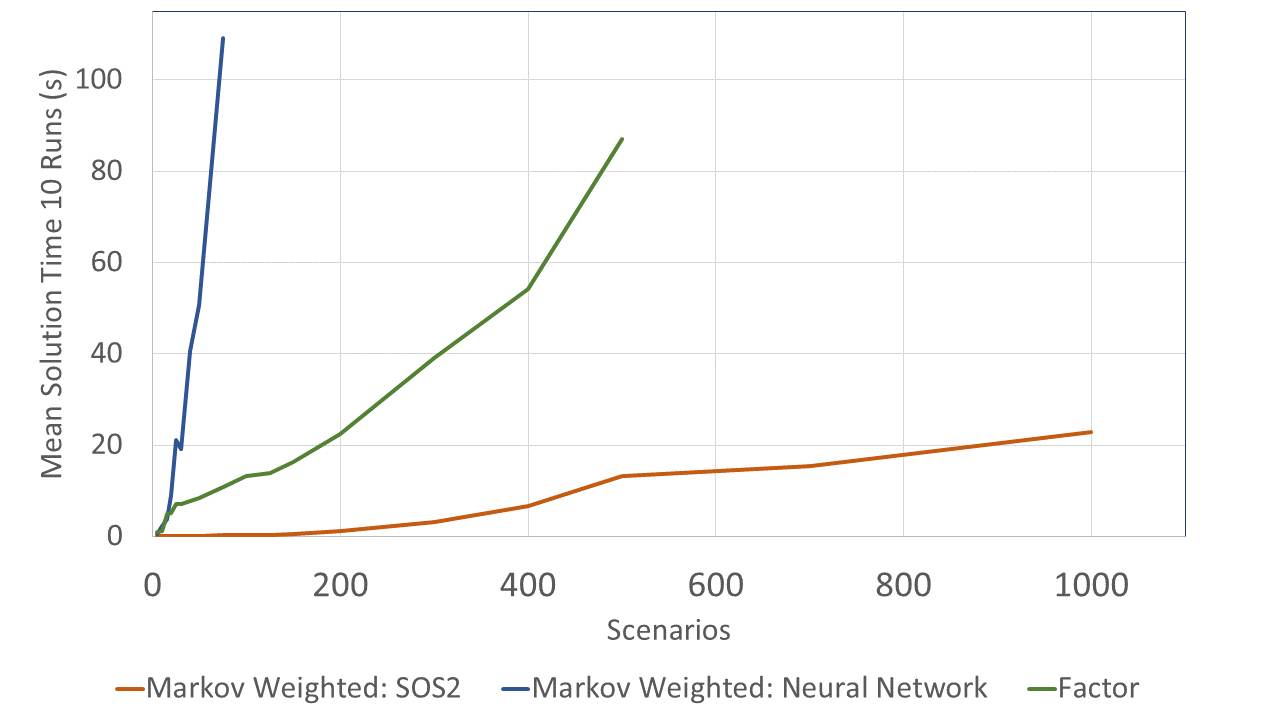 Mean Solution Time 10 Runs (s)
100
80
60
40
20
0
0 200 400 600 800 1000
Scenarios
Markov Weighted: SOS2 Markov Weighted: Neural Network Factor